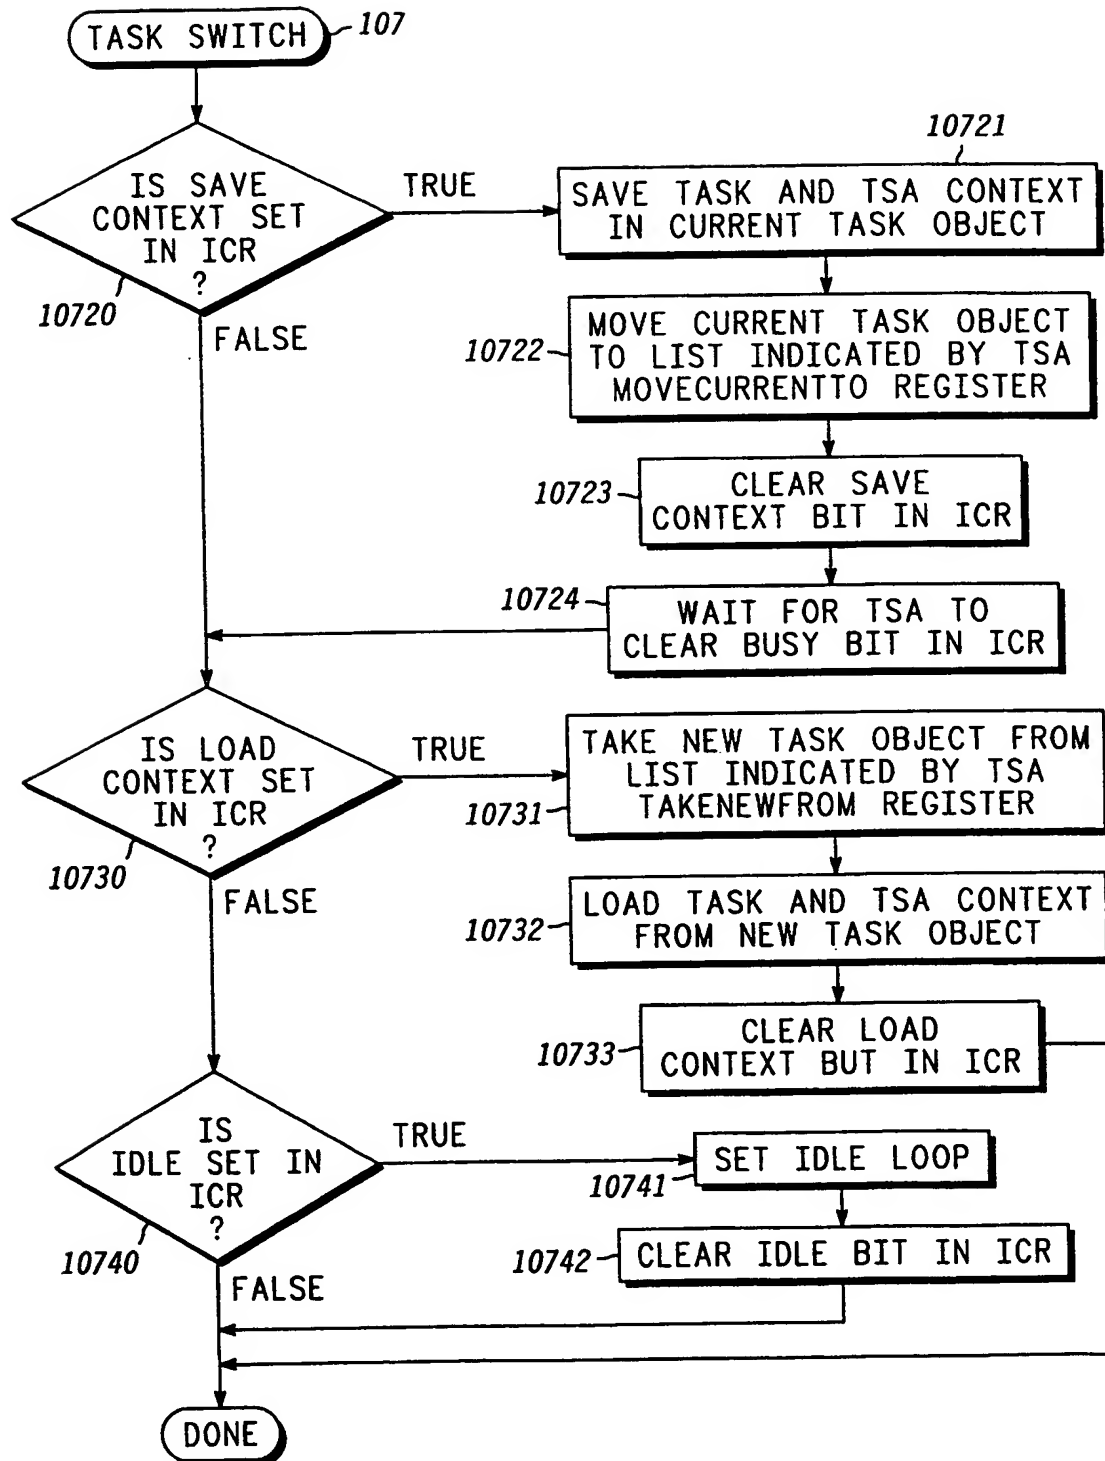 TASK SWITCH
107
IS SAVE
CONTEXT SET
IN ICR
?
10720
TRUE
FALSE
10721
SAVE TASK AND TSA CONTEXT
IN CURRENT TASK OBJECT
10722
MOVE CURRENT TASK OBJECT
TO LIST INDICATED BY TSA
MOVECURRENTTO REGISTER
10723
CLEAR SAVE
CONTEXT BIT IN ICR
10724
WAIT FOR TSA TO
CLEAR BUSY BIT IN ICR
IS LOAD
CONTEXT SET
IN ICR
?
10730
TRUE
FALSE
TAKE NEW TASK OBJECT FROM
LIST INDICATED BY TSA
TAKENEWFROM REGISTER
10731
LOAD TASK AND TSA CONTEXT
FROM NEW TASK OBJECT
10732
CLEAR LOAD
CONTEXT BUT IN ICR
10733
IS
IDLE SET IN
ICR
?
10740
TRUE
FALSE
SET IDLE LOOP
10741
CLEAR IDLE BIT IN ICR
10742
DONE